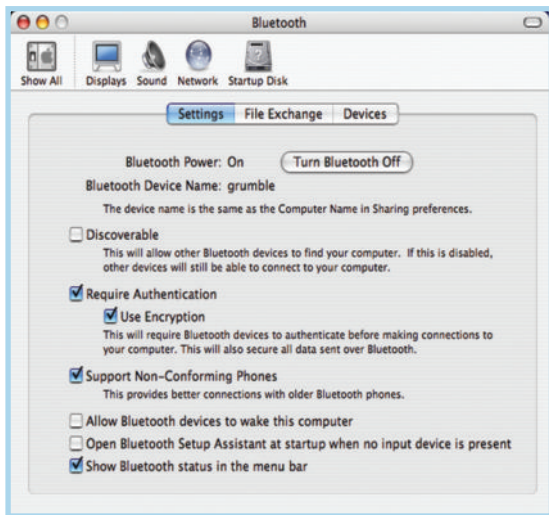 Bluetooth
Show All Displays Sound Network Startup Disk
Settings File Exchange Devices
Bluetooth Power: On Turn Bluetooth Off
Bluetooth Device Name: grumble
The device name is the same as the Computer Name in Sharing preferences.
Discoverable
This will allow other Bluetooth devices to find your computer. If this is disabled,
other devices will still be able to connect to your computer.
Require Authentication
Use Encryption
This will require Bluetooth devices to authenticate before making connections to
your computer. This will also secure all data sent over Bluetooth.
Support Non-Conforming Phones
This provides better connections with older Bluetooth phones.
Allow Bluetooth devices to wake this computer
Open Bluetooth Setup Assistant at startup when no input device is present
Show Bluetooth status in the menu bar